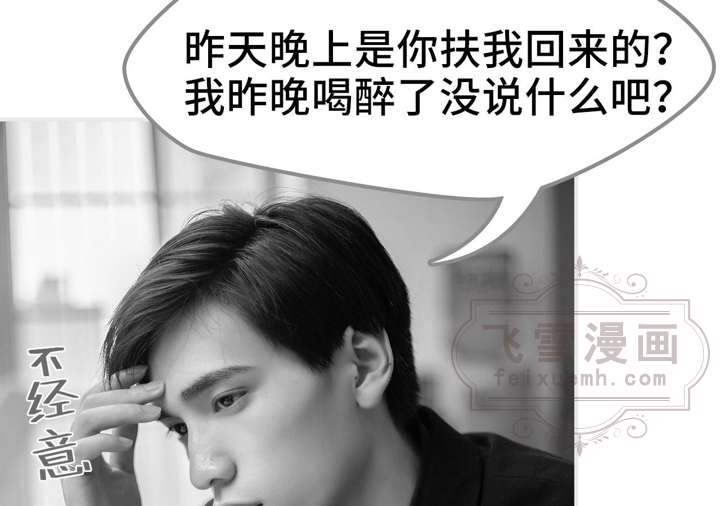 昨天晚上是你扶我回来的？
我昨晚喝醉了没说什么吧？
不经意
飞雪漫画
feixuemh.com